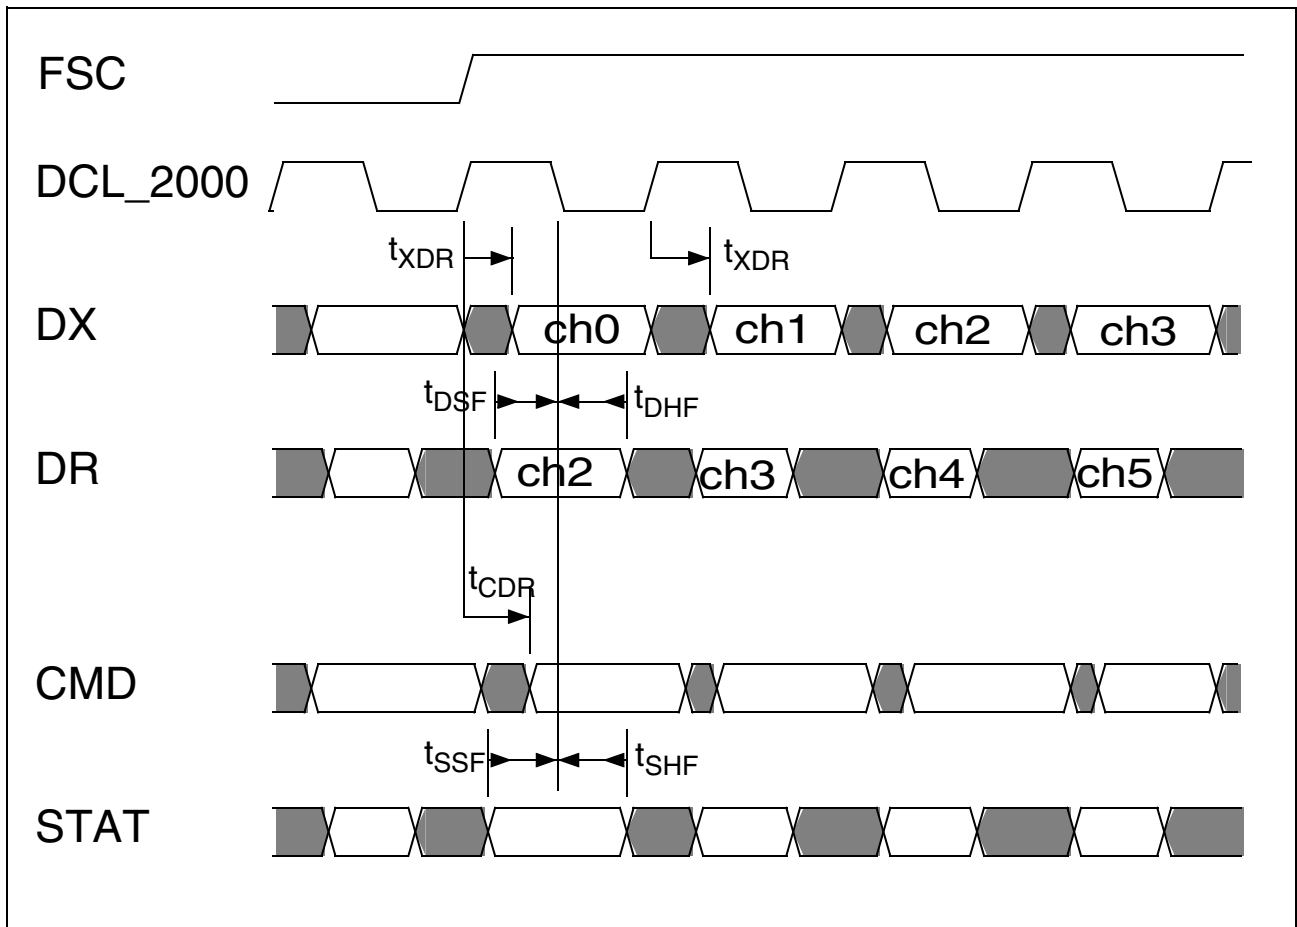 FSC
DCL_2000
tXDR tXDR
DX ch0 ch1 ch2 ch3
tDSF tDHF
DR ch2 ch3 ch4 ch5
tCDR
CMD
tSSF tSHF
STAT